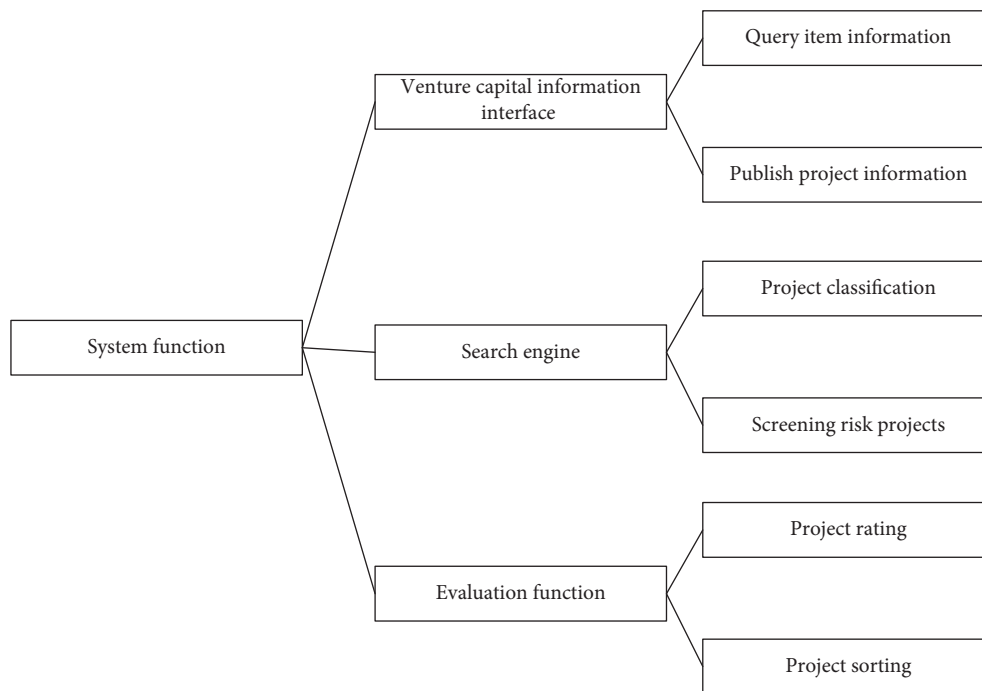 Query item information
Venture capital information
interface
Publish project information
Project classification
System function
Search engine
Screening risk projects
Project rating
Evaluation function
Project sorting